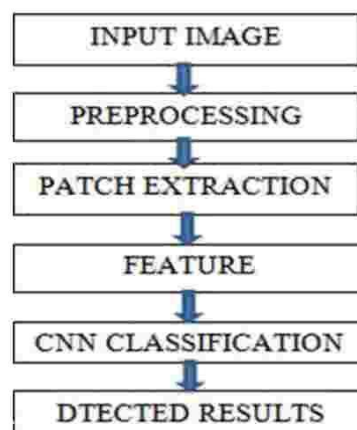 INPUT IMAGE
PREPROCESSING
PATCH EXTRACTION
FEATURE
CNN CLASSIFICATION
DTECTED RESULTS